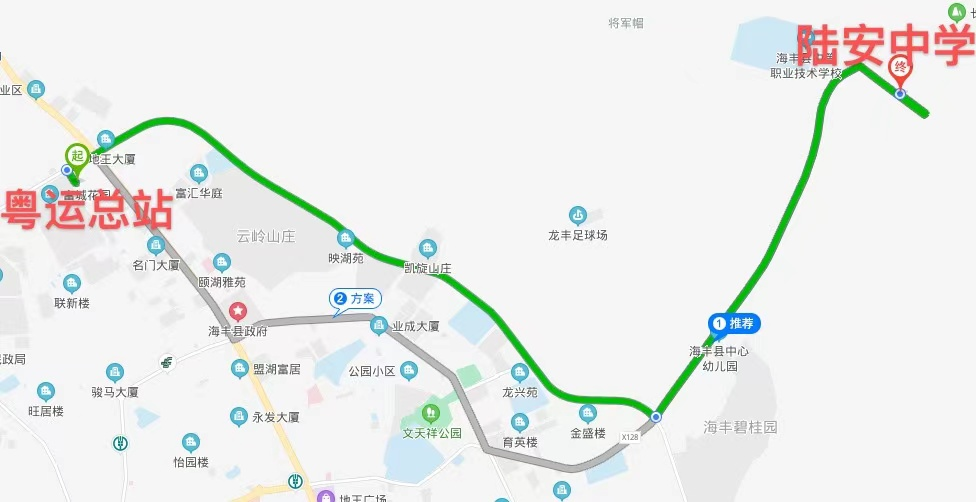 将军帽
长
陆安中学
海丰县中等
职业技术学校
终
业区
地王大厦
起
富城花园
粤运总站
富汇华庭
云岭山庄
映湖苑
凯旋山庄
龙丰足球场
名门大厦
颐湖雅苑
联新楼
2 方案
海丰县政府
业成大厦
1 推荐
海丰县中心
幼儿园
民政局
骏马大厦
盟湖富居
公园小区
龙兴苑
旺居楼
永发大厦
文天祥公园
育英楼
金盛楼
X128
海丰碧桂园
怡园楼
地王广场